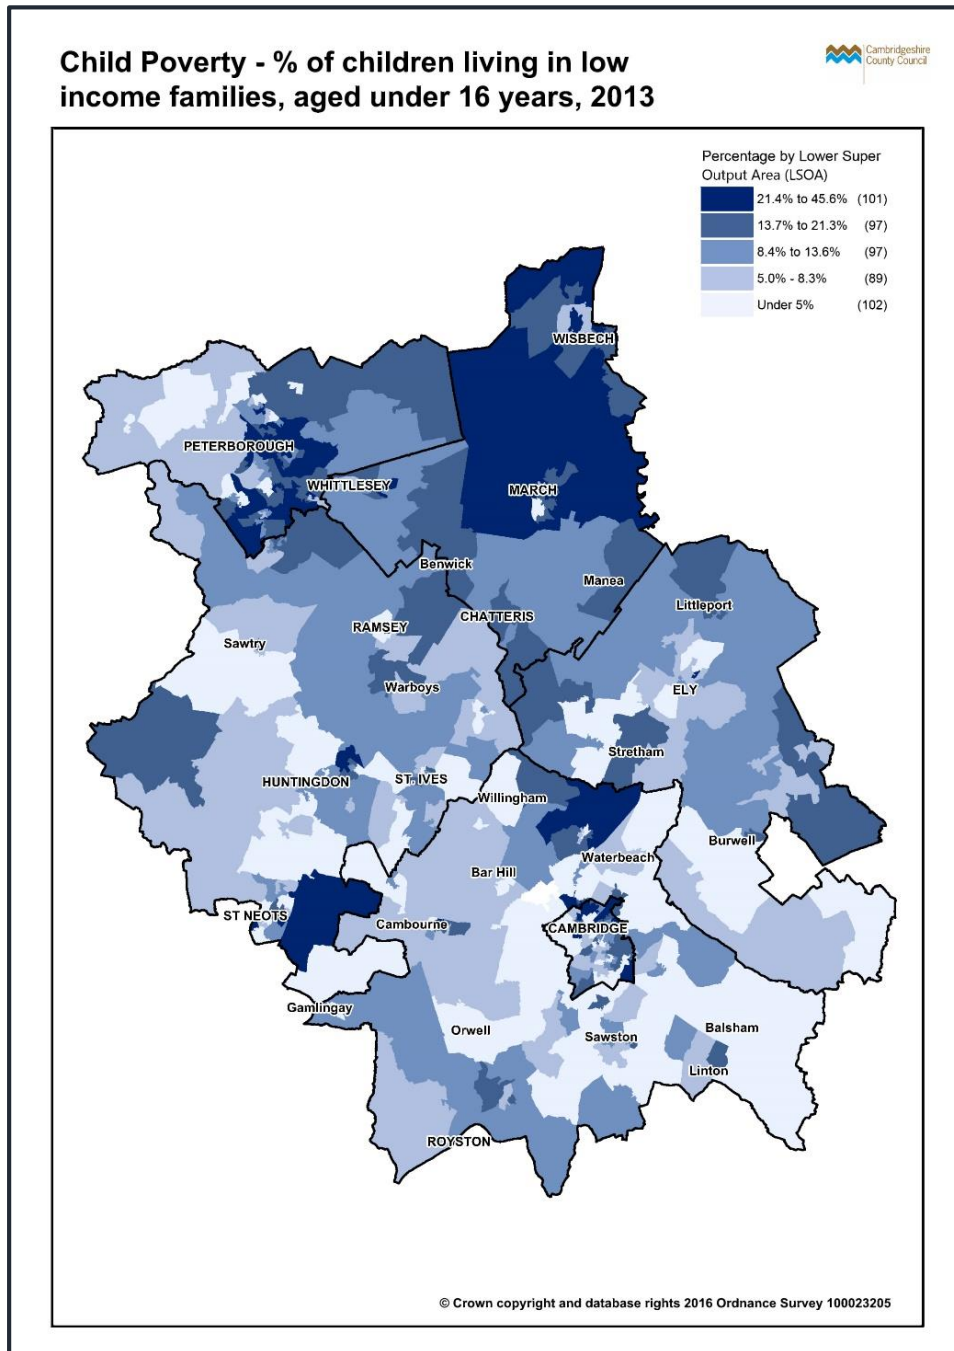 Child Poverty - % of children living in low
income families, aged under 16 years, 2013
Cambridgeshire
County Council
Percentage by Lower Super
Output Area (LSOA)
21.4% to 45.6% (101)
13.7% to 21.3% (97)
8.4% to 13.6% (97)
5.0% - 8.3% (89)
Under 5% (102)
WISBECH
PETERBOROUGH
WHITTLESEY
MARCH
Benwick
Manea
Littleport
CHATTERIS
RAMSEY
Sawtry
Warboys
ELY
Stretham
HUNTINGDON
ST. IVES
Willingham
Burwell
Waterbeach
Bar Hill
ST NEOTS
Cambourne
CAMBRIDGE
Gamlingay
Orwell
Sawston
Balsham
Linton
ROYSTON
© Crown copyright and database rights 2016 Ordnance Survey 100023205